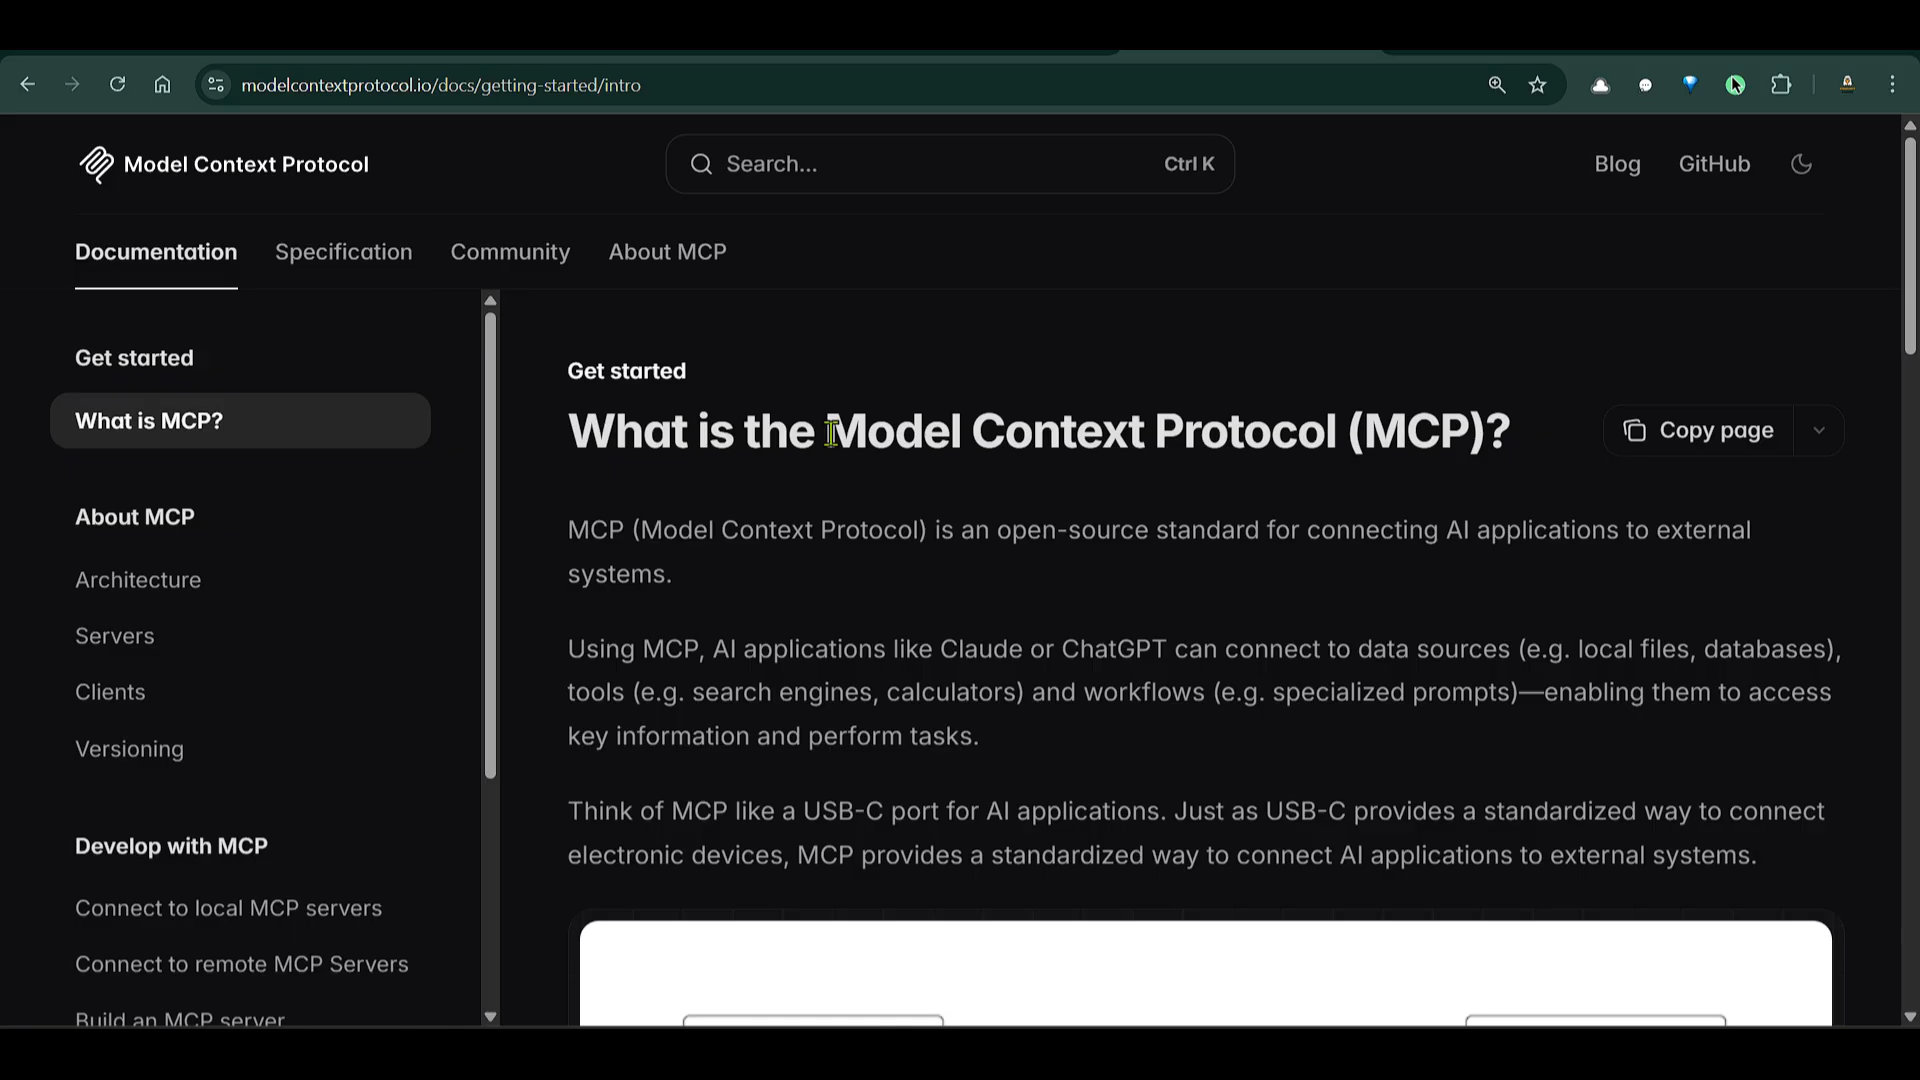 modelcontextprotocol.io/docs/getting-started/intro
Model Context Protocol
Search...
Ctrl K
Blog
GitHub
Documentation
Specification
Community
About MCP
Get started
What is MCP?
About MCP
Architecture
Servers
Clients
Versioning
Develop with MCP
Connect to local MCP servers
Connect to remote MCP Servers
Build an MCP server
Get started
What is the Model Context Protocol (MCP)?
Copy page
MCP (Model Context Protocol) is an open-source standard for connecting AI applications to external
systems.
Using MCP, AI applications like Claude or ChatGPT can connect to data sources (e.g. local files, databases),
tools (e.g. search engines, calculators) and workflows (e.g. specialized prompts)—enabling them to access
key information and perform tasks.
Think of MCP like a USB-C port for AI applications. Just as USB-C provides a standardized way to connect
electronic devices, MCP provides a standardized way to connect AI applications to external systems.